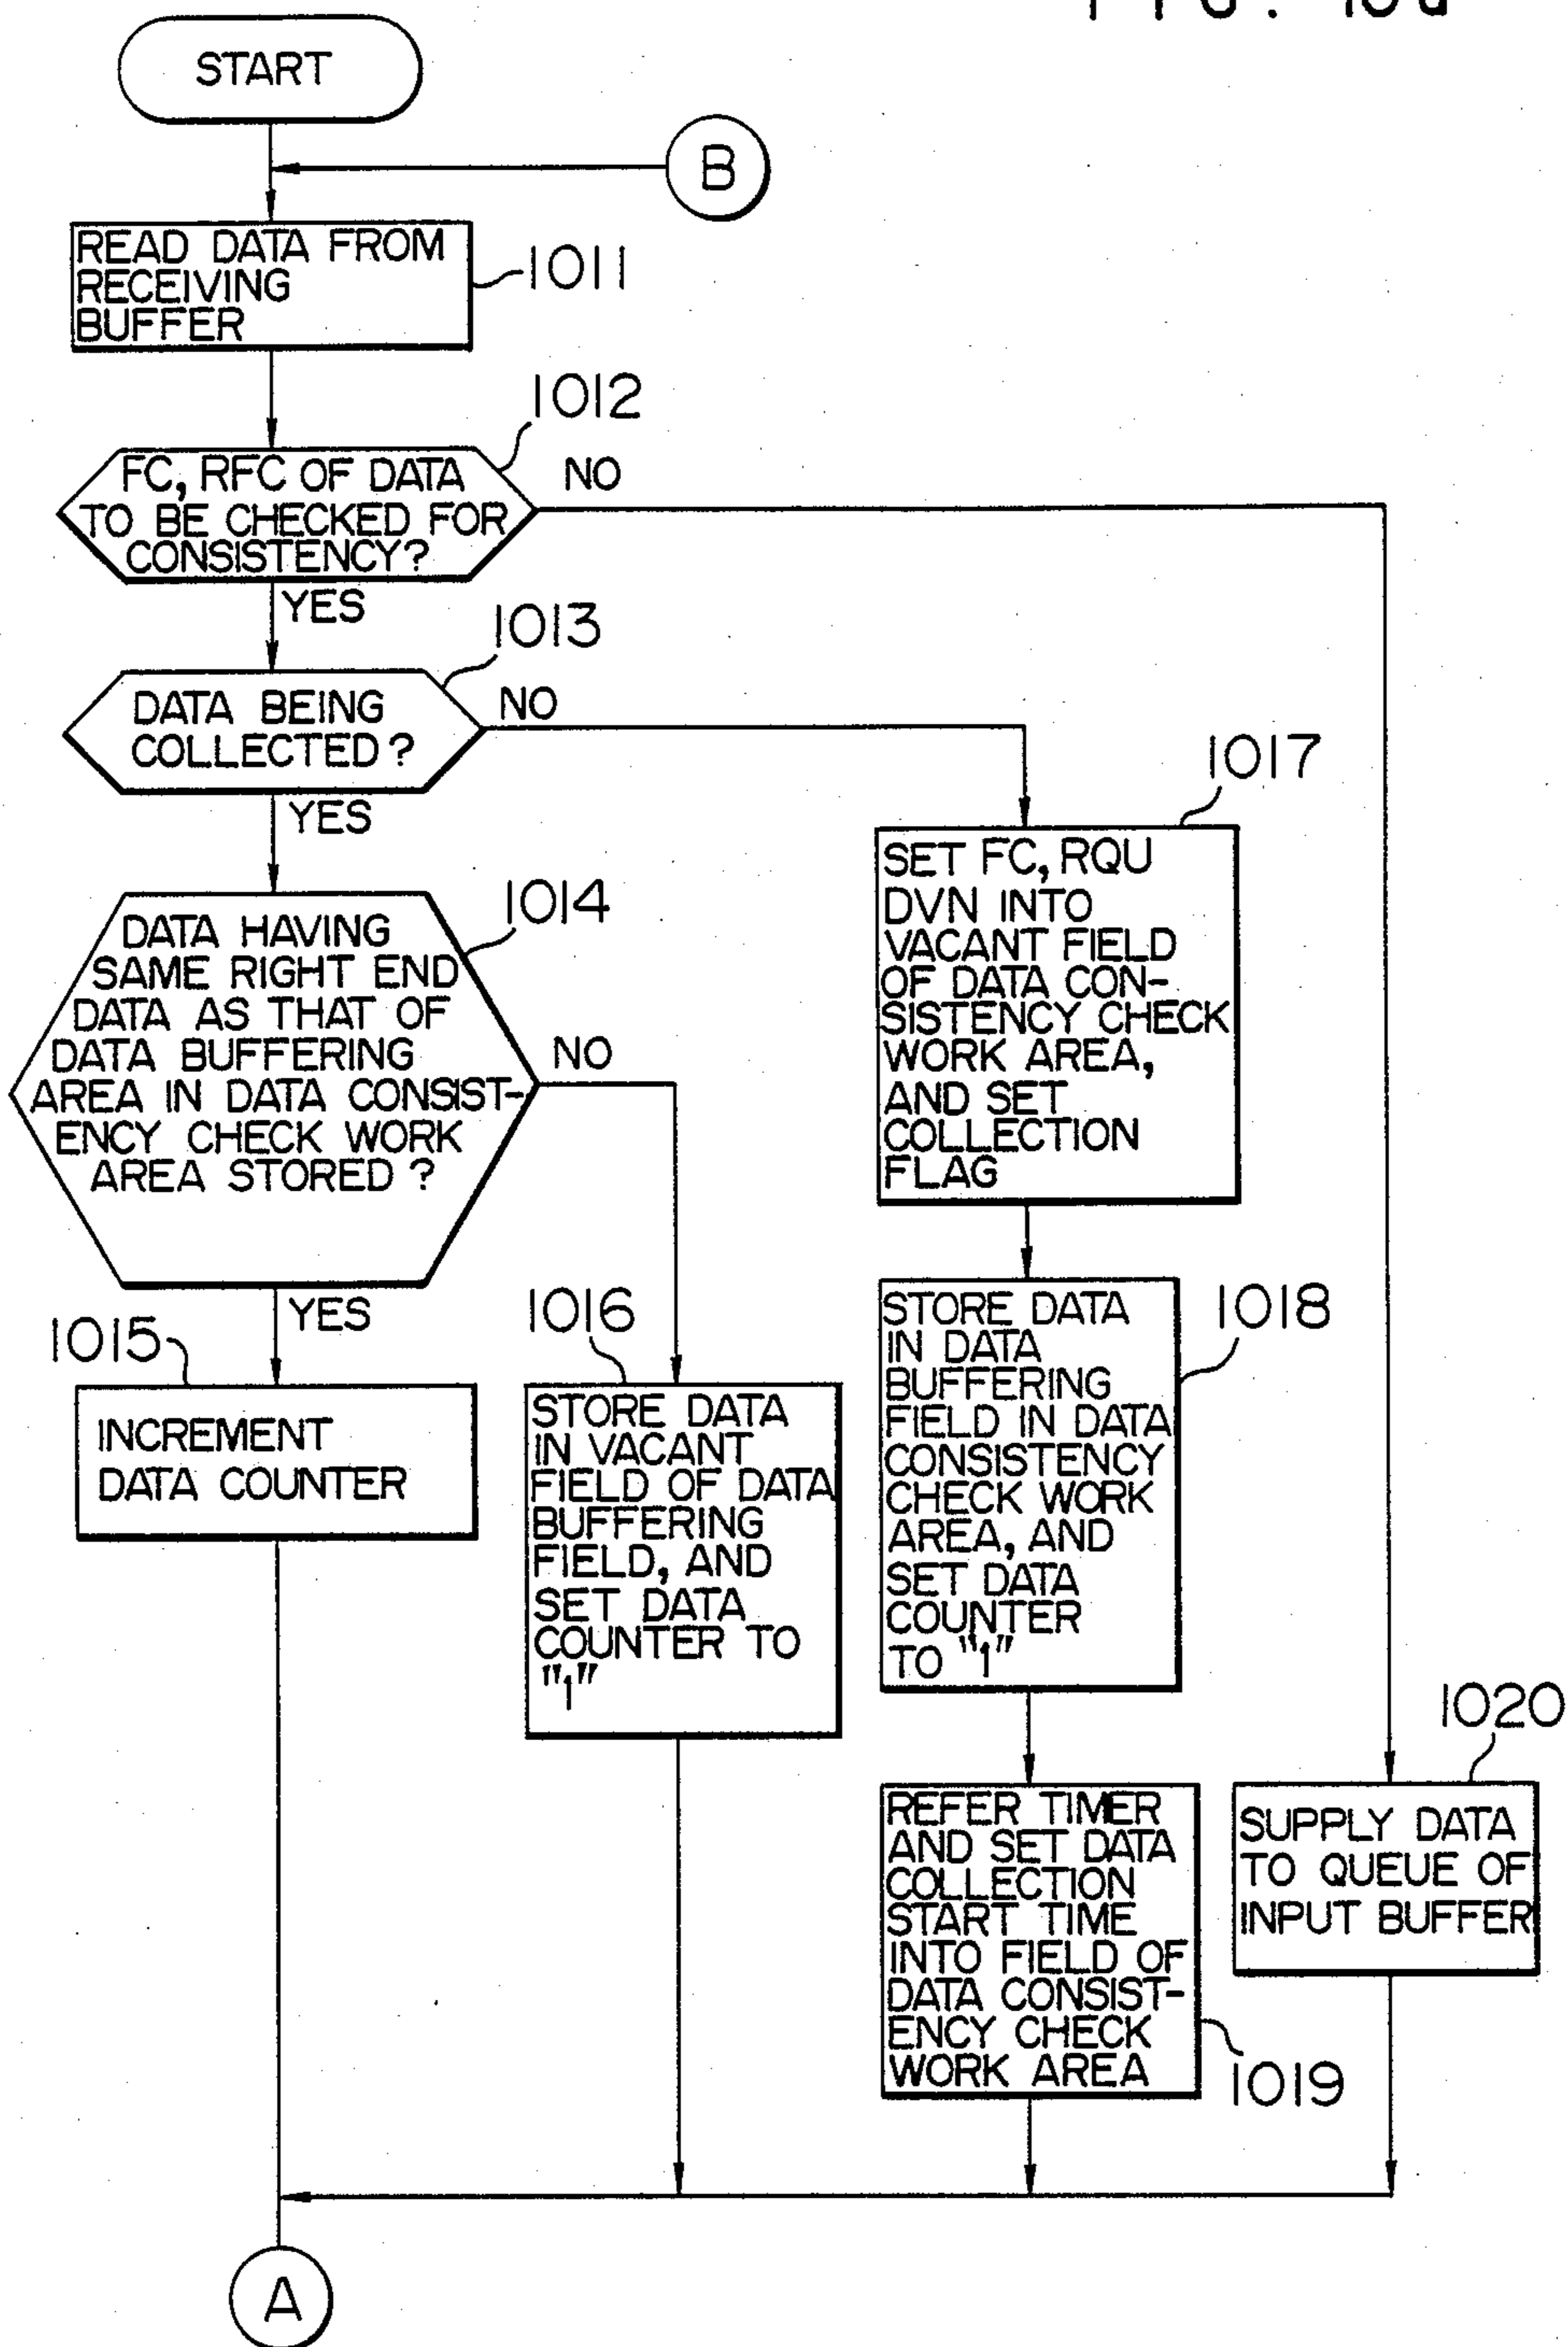 START
B
READ DATA FROM
RECEIVING
BUFFER
1011
1012
FC, RFC OF DATA
TO BE CHECKED FOR
CONSISTENCY?
NO
YES
1013
DATA BEING
COLLECTED?
NO
YES
1014
DATA HAVING
SAME RIGHT END
DATA AS THAT OF
DATA BUFFERING
AREA IN DATA CONSIST-
ENCY CHECK WORK
AREA STORED?
NO
YES
1015
INCREMENT
DATA COUNTER
1016
STORE DATA
IN VACANT
FIELD OF DATA
BUFFERING
FIELD, AND
SET DATA
COUNTER TO
"1"
1017
SET FC, RQU
DVN INTO
VACANT FIELD
OF DATA CON-
SISTENCY CHECK
WORK AREA,
AND SET
COLLECTION
FLAG
1018
STORE DATA
IN DATA
BUFFERING
FIELD IN DATA
CONSISTENCY
CHECK WORK
AREA, AND
SET DATA
COUNTER
TO "1"
REFER TIMER
AND SET DATA
COLLECTION
START TIME
INTO FIELD OF
DATA CONSIST-
ENCY CHECK
WORK AREA
1019
1020
SUPPLY DATA
TO QUEUE OF
INPUT BUFFER
A